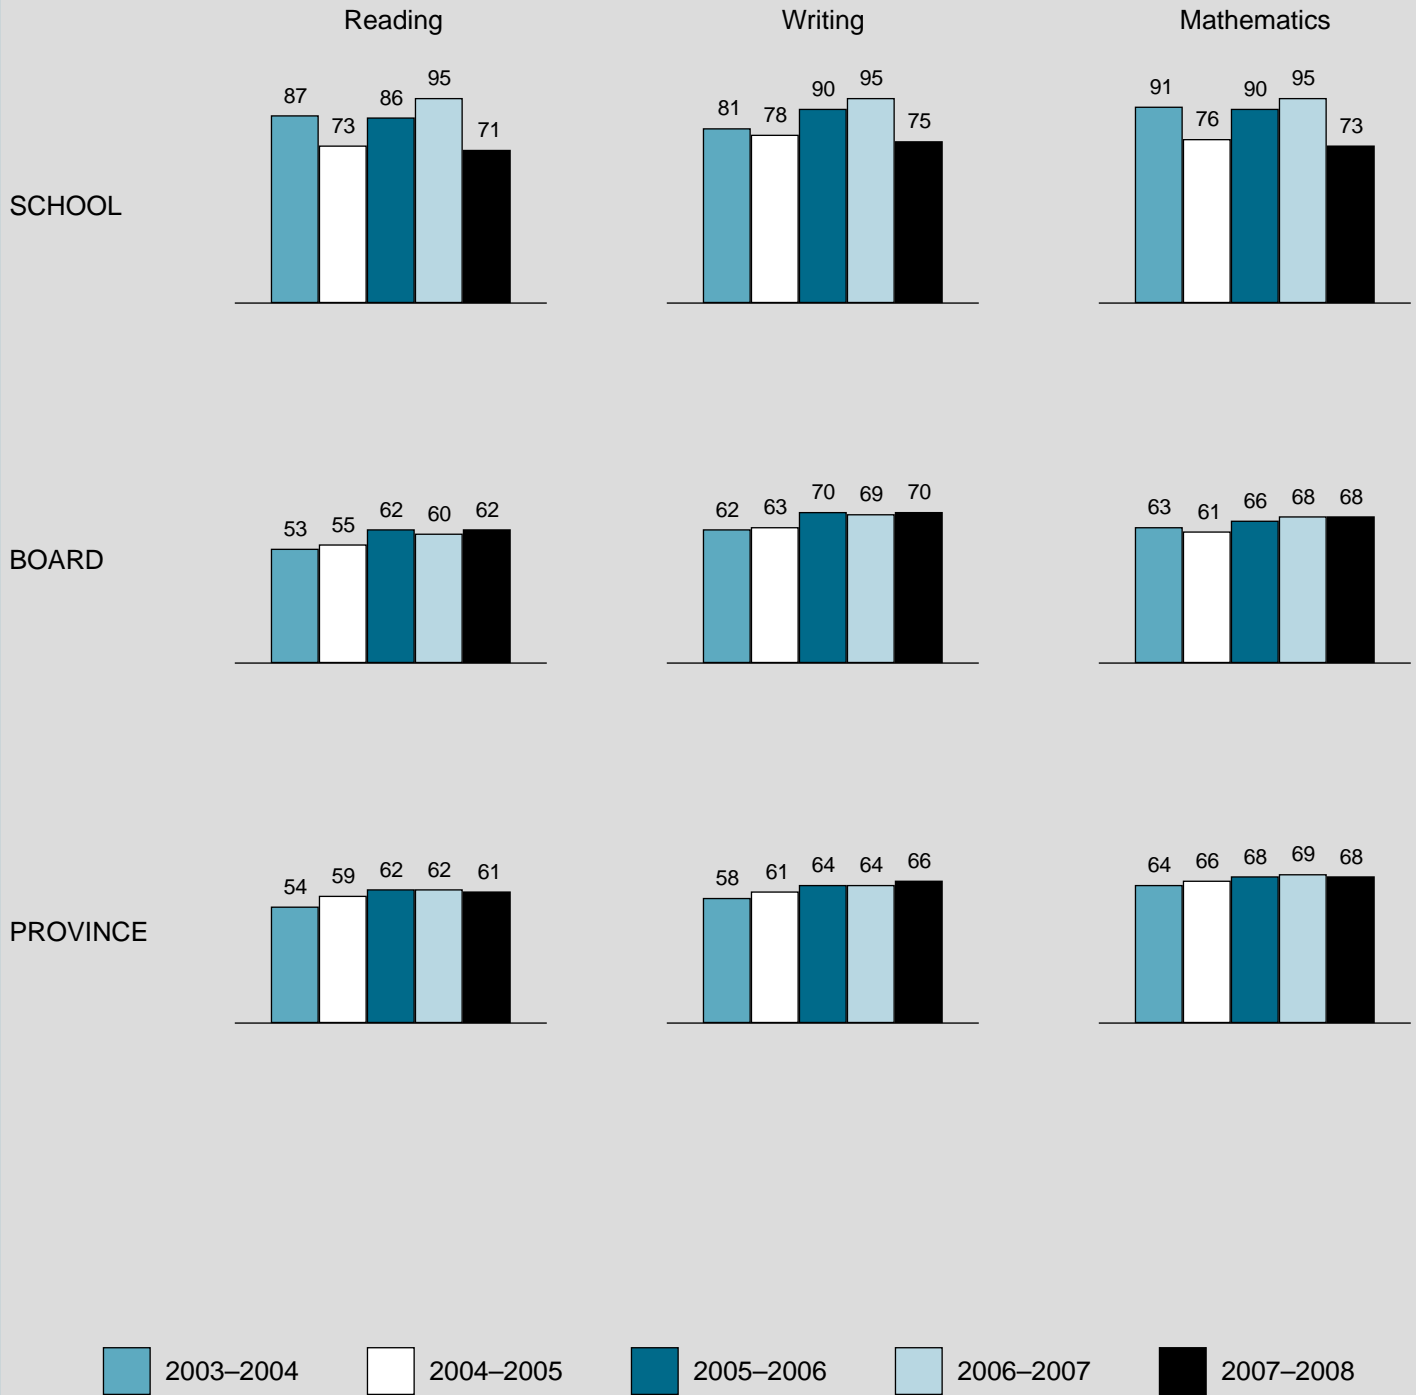 Reading Writing Mathematics
SCHOOL
87 73 86 95 71
81 78 90 95 75
91 76 90 95 73
BOARD
53 55 62 60 62
62 63 70 69 70
63 61 66 68 68
PROVINCE
54 59 62 62 61
58 61 64 64 66
64 66 68 69 68
2003–2004 2004–2005 2005–2006 2006–2007 2007–2008